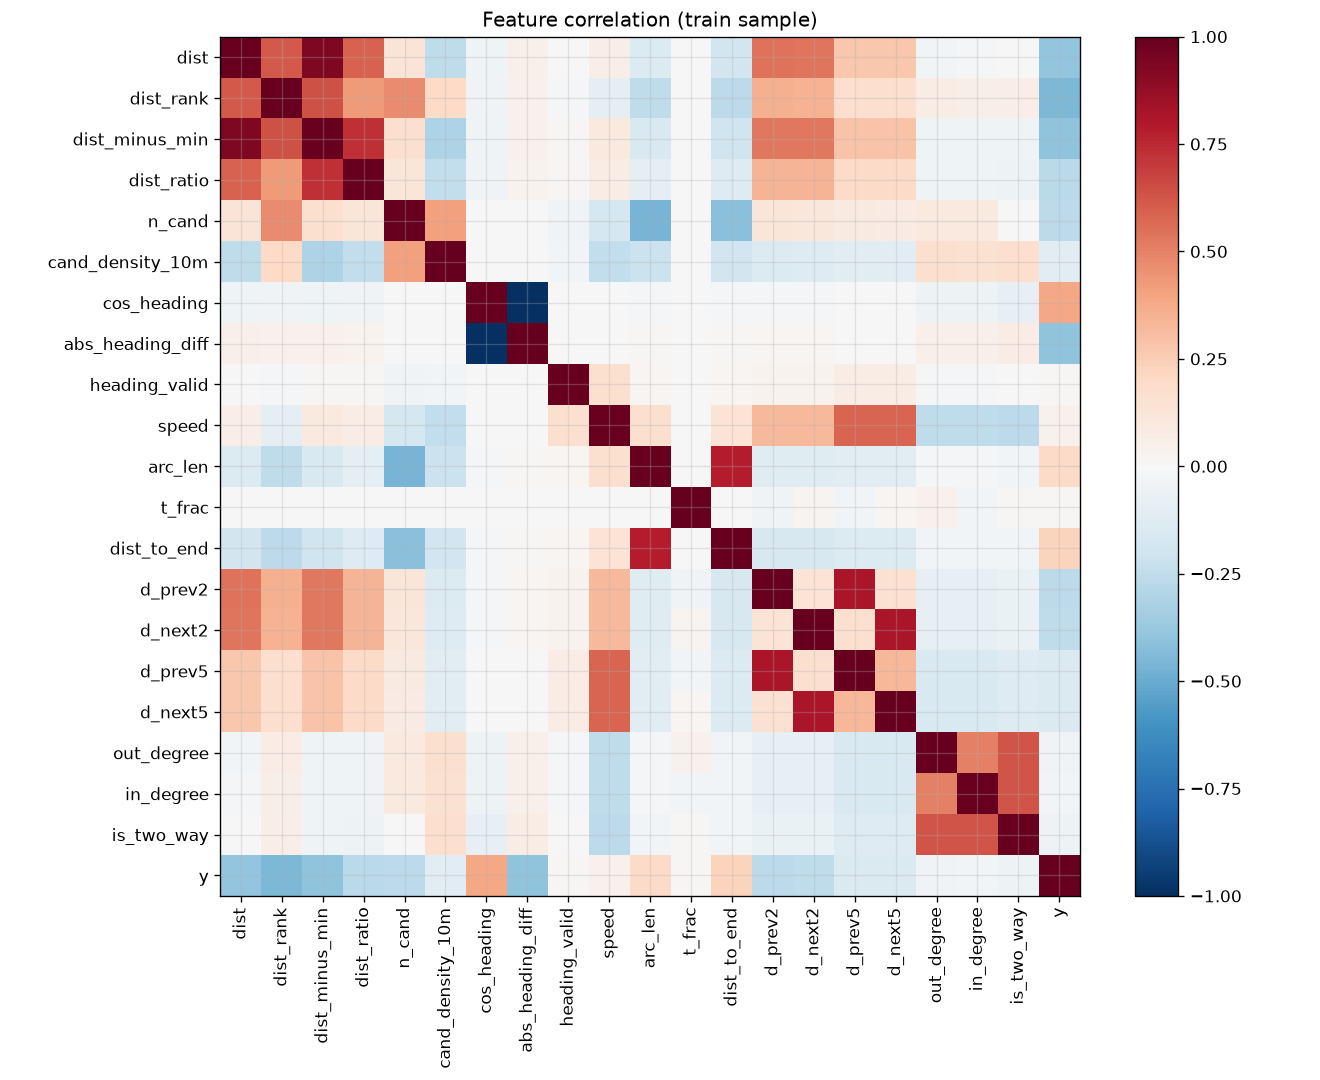 Feature correlation (train sample)
dist
dist_rank
dist_minus_min
dist_ratio
n_cand
cand_density_10m
cos_heading
abs_heading_diff
heading_valid
speed
arc_len
t_frac
dist_to_end
d_prev2
d_next2
d_prev5
d_next5
out_degree
in_degree
is_two_way
y
dist
dist_rank
dist_minus_min
dist_ratio
n_cand
cand_density_10m
cos_heading
abs_heading_diff
heading_valid
speed
arc_len
t_frac
dist_to_end
d_prev2
d_next2
d_prev5
d_next5
out_degree
in_degree
is_two_way
y
1.00
0.75
0.50
0.25
0.00
−0.25
−0.50
−0.75
−1.00